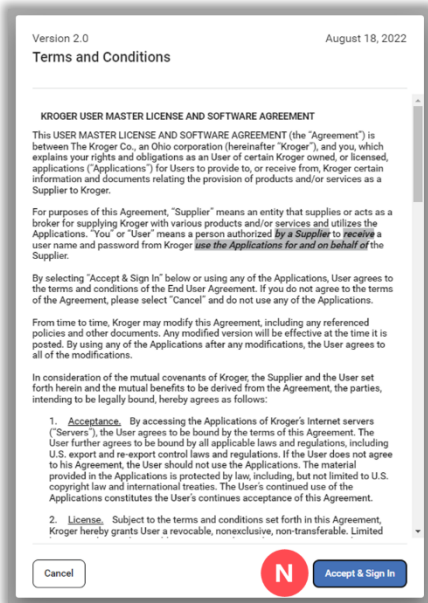 Version 2.0 August 18, 2022
Terms and Conditions
KROGER USER MASTER LICENSE AND SOFTWARE AGREEMENT
This USER MASTER LICENSE AND SOFTWARE AGREEMENT (the "Agreement") is
between The Kroger Co., an Ohio corporation (hereinafter "Kroger"), and you, which
explains your rights and obligations as an User of certain Kroger owned, or licensed,
applications ("Applications") for Users to provide to, or receive from, Kroger certain
information and documents relating the provision of products and/or services as a
Supplier to Kroger.
For purposes of this Agreement, "Supplier" means an entity that supplies or acts as a
broker for supplying Kroger with various products and/or services and utilizes the
Applications. "You" or "User" means a person authorized by a Supplier to receive a
user name and password from Kroger use the Applications for and on behalf of the
Supplier.
By selecting "Accept & Sign In" below or using any of the Applications, User agrees to
the terms and conditions of the End User Agreement. If you do not agree to the terms
of the Agreement, please select "Cancel" and do not use any of the Applications.
From time to time, Kroger may modify this Agreement, including any referenced
policies and other documents. Any modified version will be effective at the time it is
posted. By using any of the Applications after any modifications, the User agrees to
all of the modifications.
In consideration of the mutual covenants of Kroger, the Supplier and the User set
forth herein and the mutual benefits to be derived from the Agreement, the parties,
intending to be legally bound, hereby agrees as follows:
1. Acceptance. By accessing the Applications of Kroger's Internet servers
("Servers"), the User agrees to be bound by the terms of this Agreement. The
User further agrees to be bound by all applicable laws and regulations, including
U.S. export and re-export control laws and regulations. If the User does not agree
to his Agreement, the User should not use the Applications. The material
provided in the Applications is protected by law, including, but not limited to U.S.
copyright law and international treaties. The User's continued use of the
Applications constitutes the User's continues acceptance of this Agreement.
2. License. Subject to the terms and conditions set forth in this Agreement,
Kroger hereby grants User a revocable, nonexclusive, non-transferable. Limited
Cancel N Accept & Sign In